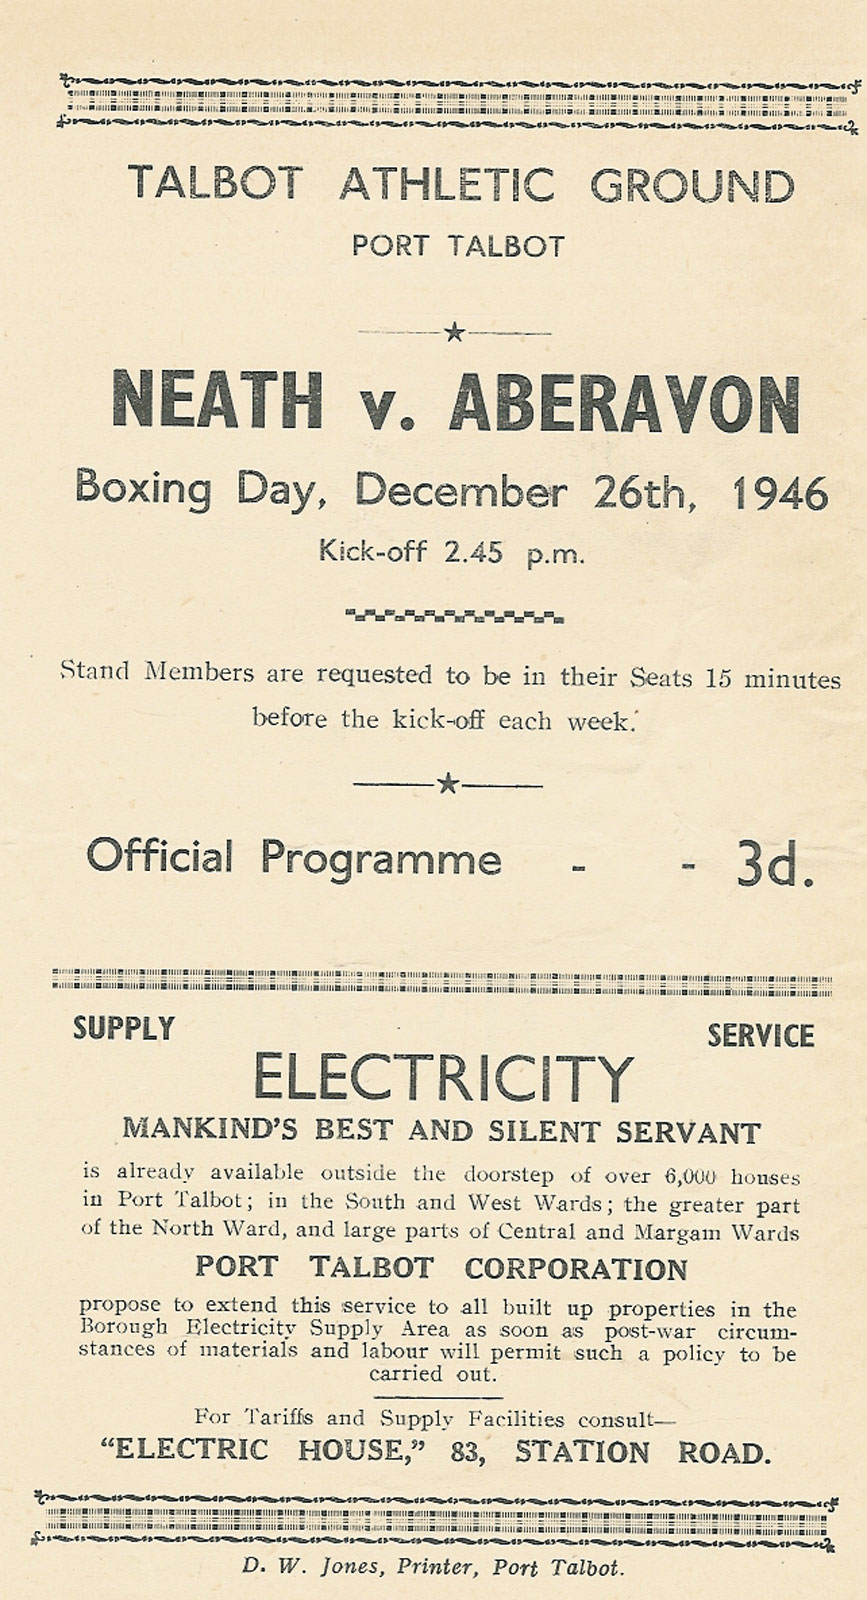 TALBOT ATHLETIC GROUND
PORT TALBOT
NEATH v. ABERAVON
Boxing Day, December 26th, 1946
Kick-off 2.45 p.m.
Stand Members are requested to be in their Seats 15 minutes
before the kick-off each week.
Official Programme - - 3d.
SUPPLY SERVICE
ELECTRICITY
MANKIND'S BEST AND SILENT SERVANT
is already available outside the doorstep of over 6,000 houses
in Port Talbot; in the South and West Wards; the greater part
of the North Ward, and large parts of Central and Margam Wards
PORT TALBOT CORPORATION
propose to extend this service to all built up properties in the
Borough Electricity Supply Area as soon as post-war circum-
stances of materials and labour will permit such a policy to be
carried out.
For Tariffs and Supply Facilities consult—
"ELECTRIC HOUSE," 83, STATION ROAD.
D. W. Jones, Printer, Port Talbot.